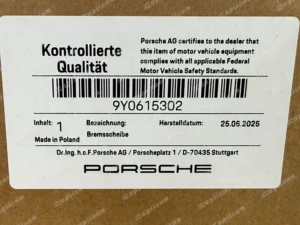 Kontrollierte
Qualität
Porsche AG certifies to the dealer that
this item of motor vehicle equipment
complies with all applicable Federal
Motor Vehicle Safety Standards.
9Y0615302
Inhalt: 1 Bezeichnung: Herstelldatum: 25.05.2025
Made in Poland Bremsscheibe
Dr.Ing. h.c.F.Porsche AG / Porscheplatz 1 / D-70435 Stuttgart
PORSCHE